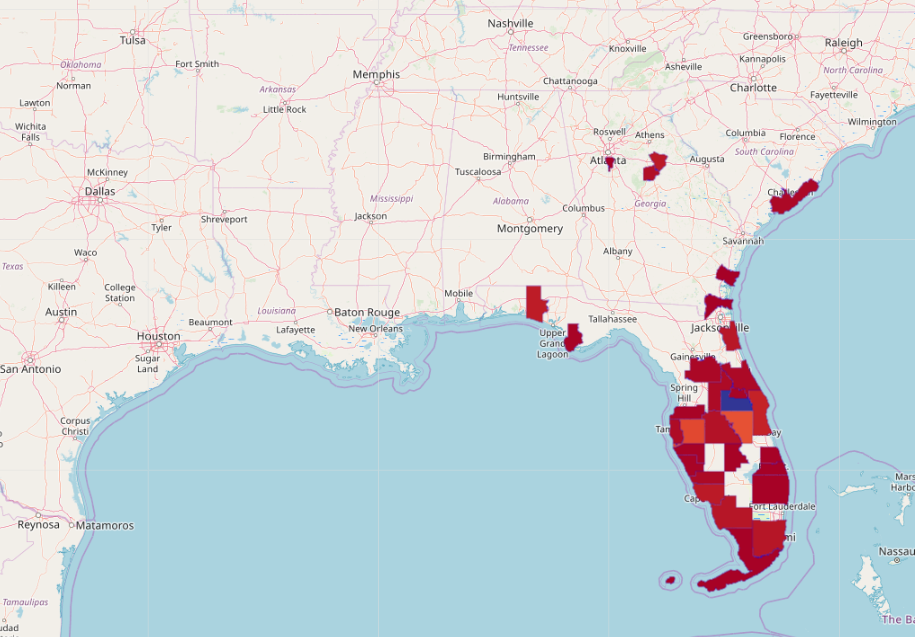 Nashville
Tulsa
Tennessee
Knoxville
Greensboro
Raleigh
Oklahoma
Fort Smith
Asheville
Kannapolis
North Carolina
Norman
Memphis
Chattanooga
Charlotte
Arkansas
Huntsville
Fayetteville
Lawton
Little Rock
Wilmington
Wichita
Falls
Roswell
Athens
Columbia
Florence
South Carolina
Birmingham
Atlanta
Augusta
McKinney
Tuscaloosa
Dallas
Mississippi
Alabama
Georgia
Columbus
Shreveport
Jackson
Tyler
Montgomery
Savannah
Waco
Albany
Texas
Killeen
College
Station
Mobile
Louisiana
Austin
Baton Rouge
Tallahassee
Beaumont
Lafayette
New Orleans
Jacksonville
Houston
Upper
Grand
Lagoon
Sugar
Land
Gainesville
San Antonio
Spring
Hill
Corpus
Christi
Fort Lauderdale
Reynosa
Matamoros
Nassau
Tamaulipas
The Ba